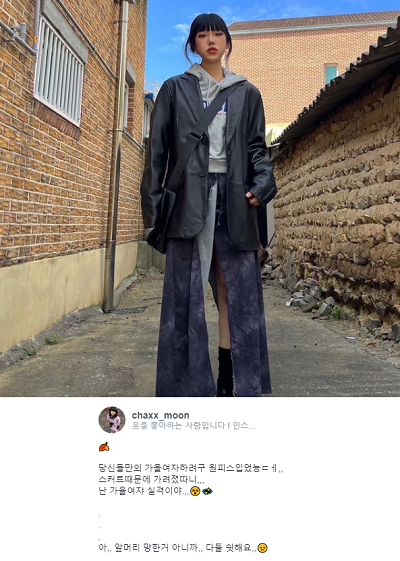 chaxx_moon
옷을 좋아하는 사람입니다 ! 인스...
당신들만의 가을여자하려구 원피스입었능ㄷㅔ,,
스커트때문에 가려졌따니,,,
난 가을여쟈 실격이야,,😲🥋
.
.
.
아,, 앞머리 망한거 아니까,, 다들 쉿해요,,😠